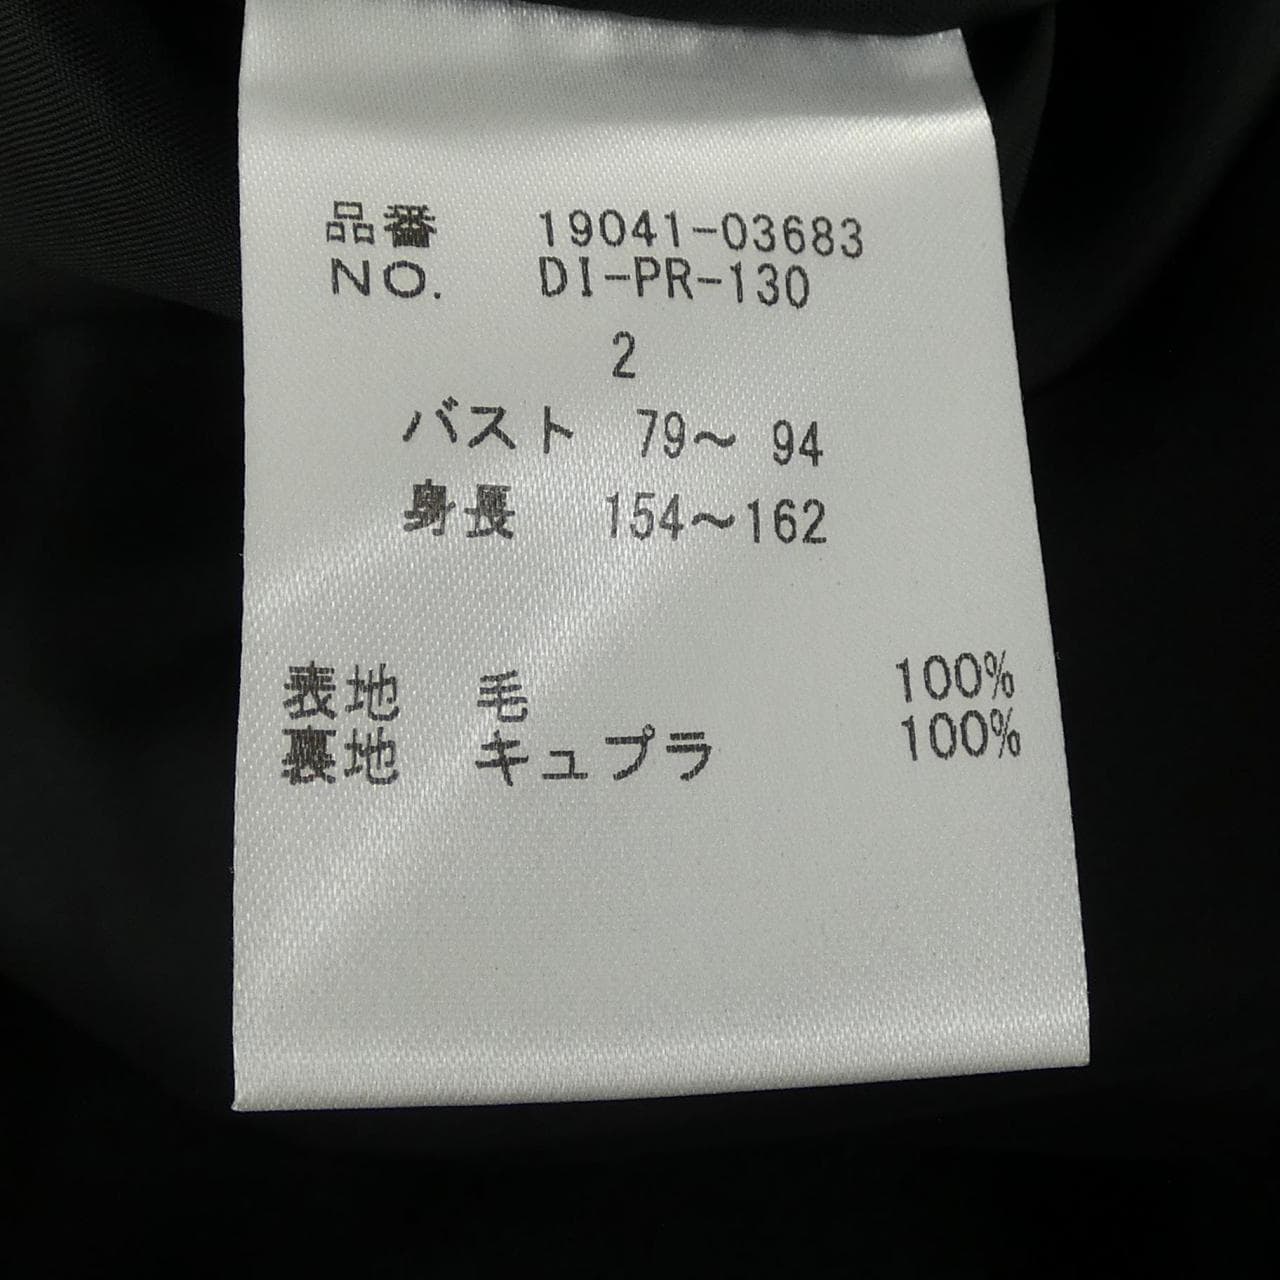 品番 19041-03683
NO. DI-PR-130
2
バスト 79～ 94
身長 154～162
表地 毛 100%
裏地 キュプラ 100%